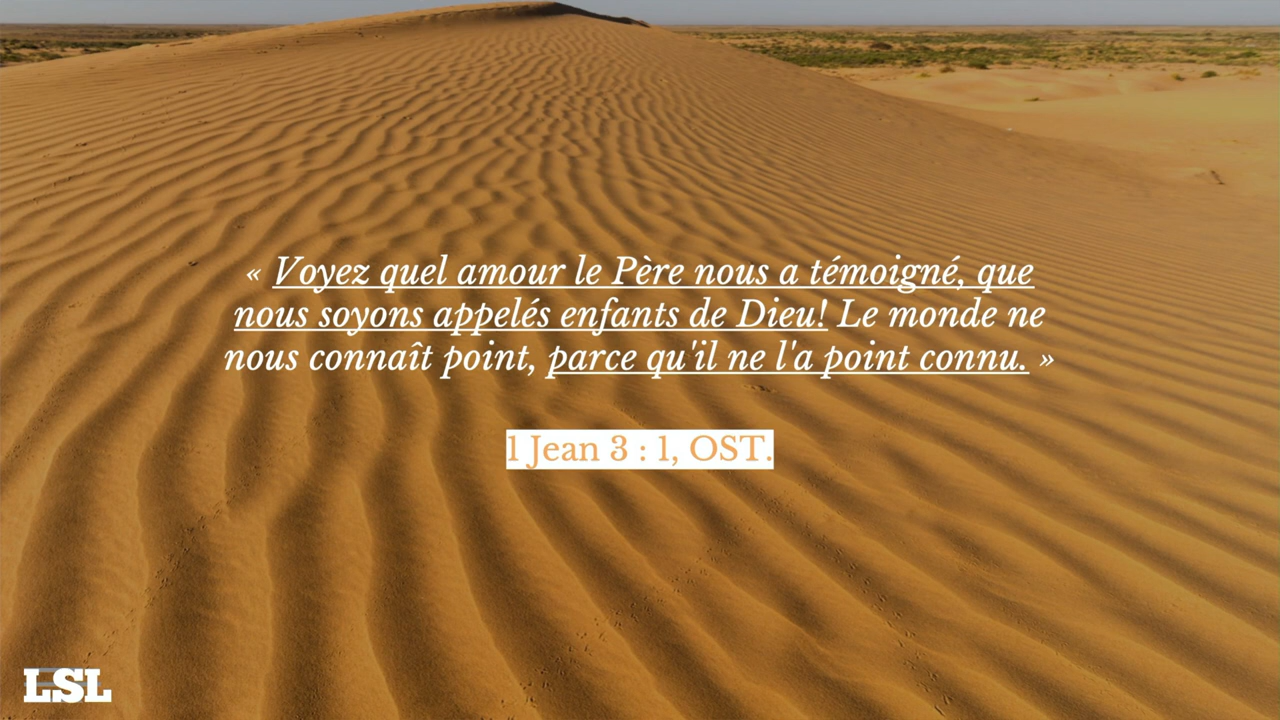 « Voyez quel amour le Père nous a témoigné, que
nous soyons appelés enfants de Dieu! Le monde ne
nous connaît point, parce qu'il ne l'a point connu. »
1 Jean 3 : 1, OST.
LSL